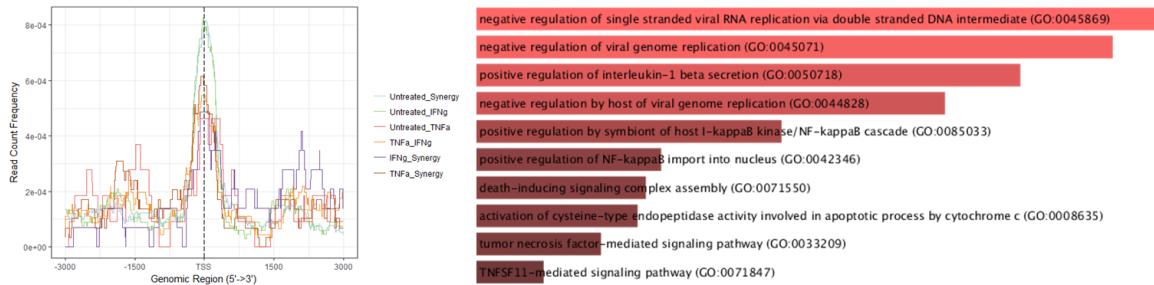 8e-04
6e-04
4e-04
2e-04
0e+00
Read Count Frequency
-3000
-1500
TSS
1500
3000
Genomic Region (5'->3')
Untreated_Synergy
Untreated_IFNg
Untreated_TNFa
TNFa_IFNg
IFNg_Synergy
TNFa_Synergy
negative regulation of single stranded viral RNA replication via double stranded DNA intermediate (GO:0045869)
negative regulation of viral genome replication (GO:0045071)
positive regulation of interleukin-1 beta secretion (GO:0050718)
negative regulation by host of viral genome replication (GO:0044828)
positive regulation by symbiont of host I-kappaB kinase/NF-kappaB cascade (GO:0085033)
positive regulation of NF-kappaB import into nucleus (GO:0042346)
death-inducing signaling complex assembly (GO:0071550)
activation of cysteine-type endopeptidase activity involved in apoptotic process by cytochrome c (GO:0008635)
tumor necrosis factor-mediated signaling pathway (GO:0033209)
TNFSF11-mediated signaling pathway (GO:0071847)